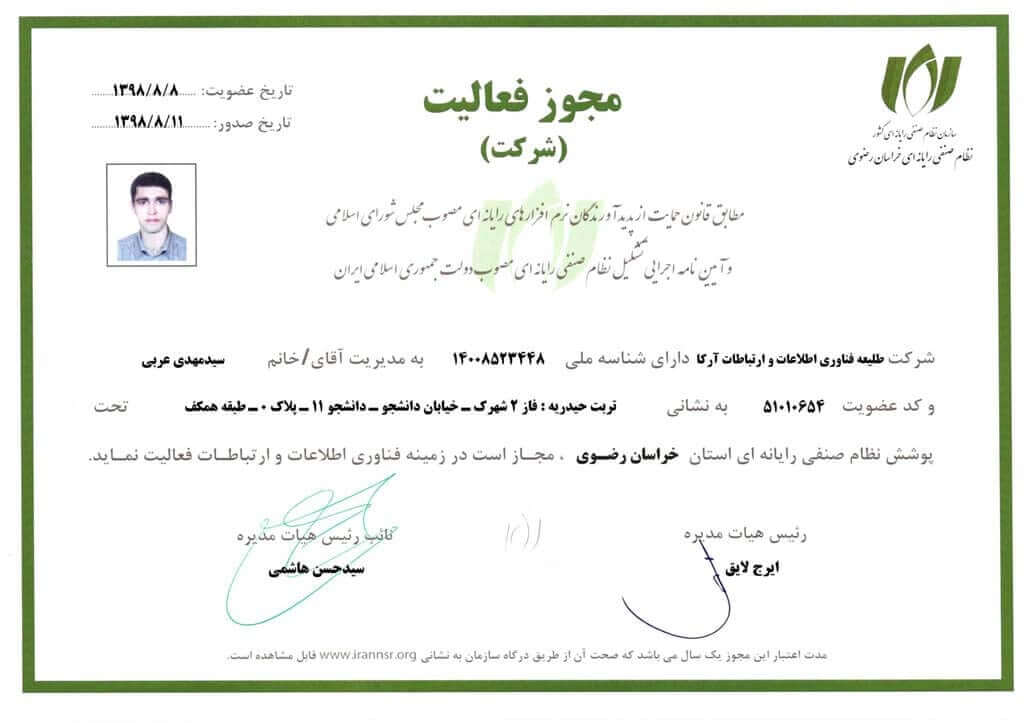 سازمان نظام صنفی رایانه ای کشور
نظام صنفی رایانه ای خراسان رضوی
مجوز فعالیت
(شرکت)
تاریخ عضویت: ۱۳۹۸/۸/۸
تاریخ صدور: ۱۳۹۸/۸/۱۱
مطابق قانون حمایت از پدیدآورندگان نرم افزارهای رایانه ای مصوب مجلس شورای اسلامی
و آیین نامه اجرایی تشکیل نظام صنفی رایانه ای مصوب دولت جمهوری اسلامی ایران
شرکت طلیعه فناوری اطلاعات و ارتباطات آرکا دارای شناسه ملی ۱۴۰۰۸۵۲۳۴۴۸ به مدیریت آقای/خانم سیدمهدی عربی
و کد عضویت ۵۱۰۱۰۶۵۴ به نشانی تربت حیدریه : فاز ۲ شهرک ـ خیابان دانشجو ـ دانشجو ۱۱ ـ پلاک ۰ ـ طبقه همکف تحت
پوشش نظام صنفی رایانه ای استان خراسان رضوی ، مجاز است در زمینه فناوری اطلاعات و ارتباطات فعالیت نماید.
رئیس هیات مدیره
ایرج لایق
نائب رئیس هیات مدیره
سیدحسن هاشمی
مدت اعتبار این مجوز یک سال می باشد که صحت آن از طریق درگاه سازمان به نشانی www.irannsr.org قابل مشاهده است.